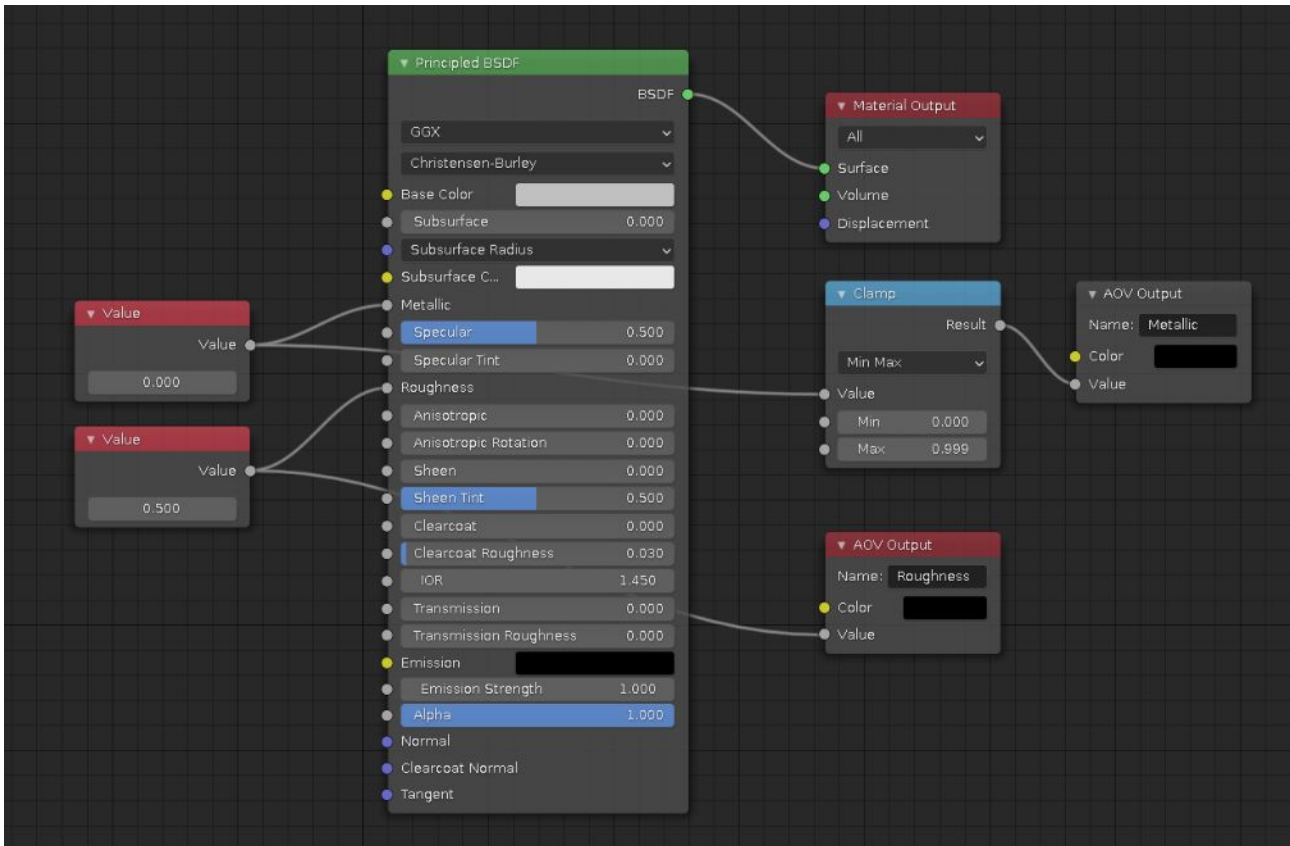 Value
Value
0.000
Value
Value
0.500
Principled BSDF
BSDF
GGX
Christensen-Burley
Base Color
Subsurface 0.000
Subsurface Radius
Subsurface C...
Metallic
Specular 0.500
Specular Tint 0.000
Roughness
Anisotropic 0.000
Anisotropic Rotation 0.000
Sheen 0.000
Sheen Tint 0.500
Clearcoat 0.000
Clearcoat Roughness 0.030
IOR 1.450
Transmission 0.000
Transmission Roughness 0.000
Emission
Emission Strength 1.000
Alpha 1.000
Normal
Clearcoat Normal
Tangent
Material Output
All
Surface
Volume
Displacement
Clamp
Result
Min Max
Value
Min 0.000
Max 0.999
AOV Output
Name: Metallic
Color
Value
AOV Output
Name: Roughness
Color
Value